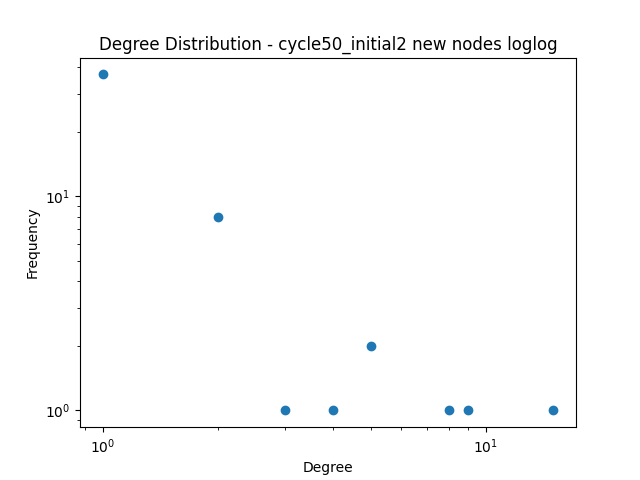 Degree Distribution - cycle50_initial2 new nodes loglog
Frequency
10¹
10⁰
10⁰
10¹
Degree